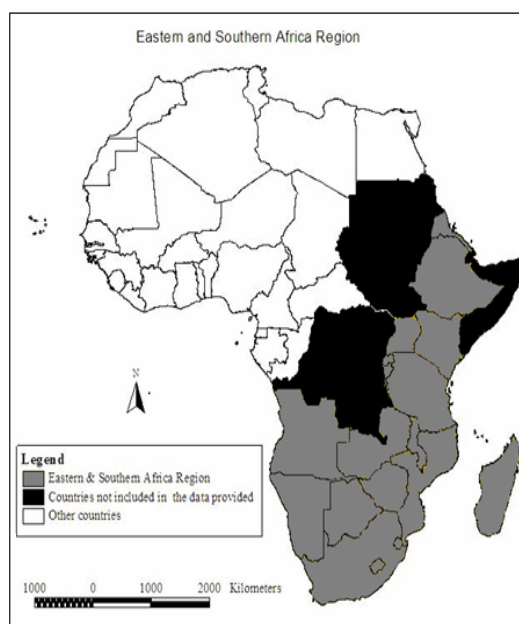 Eastern and Southern Africa Region
N
Legend
Eastern & Southern Africa Region
Countries not included in the data provided
Other countries
1000 0 1000 2000 Kilometers